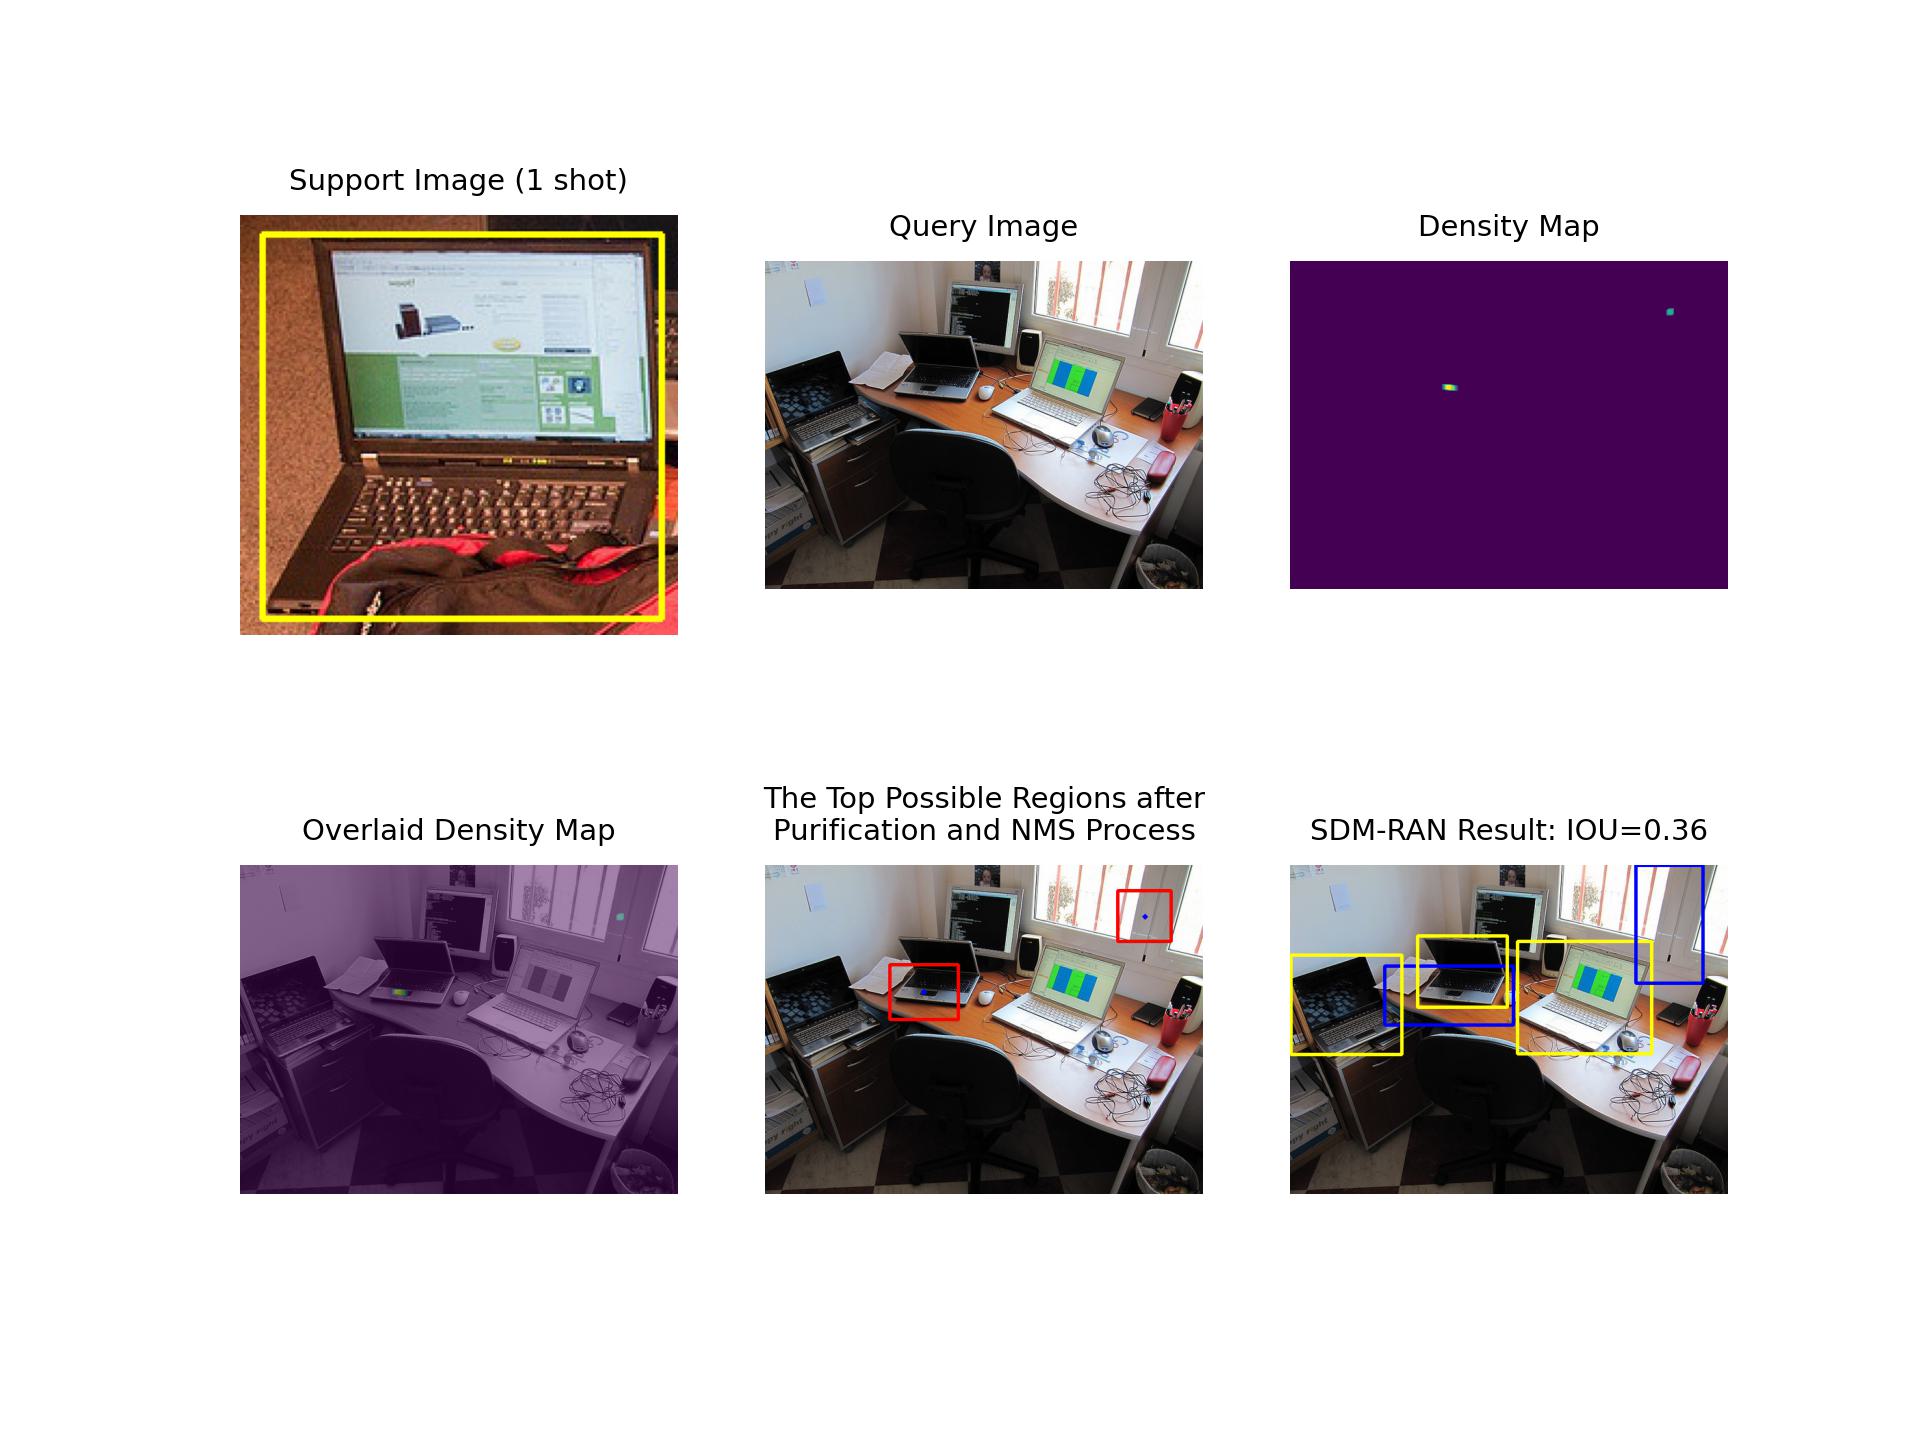 Support Image (1 shot)
Query Image
Density Map
Overlaid Density Map
The Top Possible Regions after
Purification and NMS Process
SDM-RAN Result: IOU=0.36